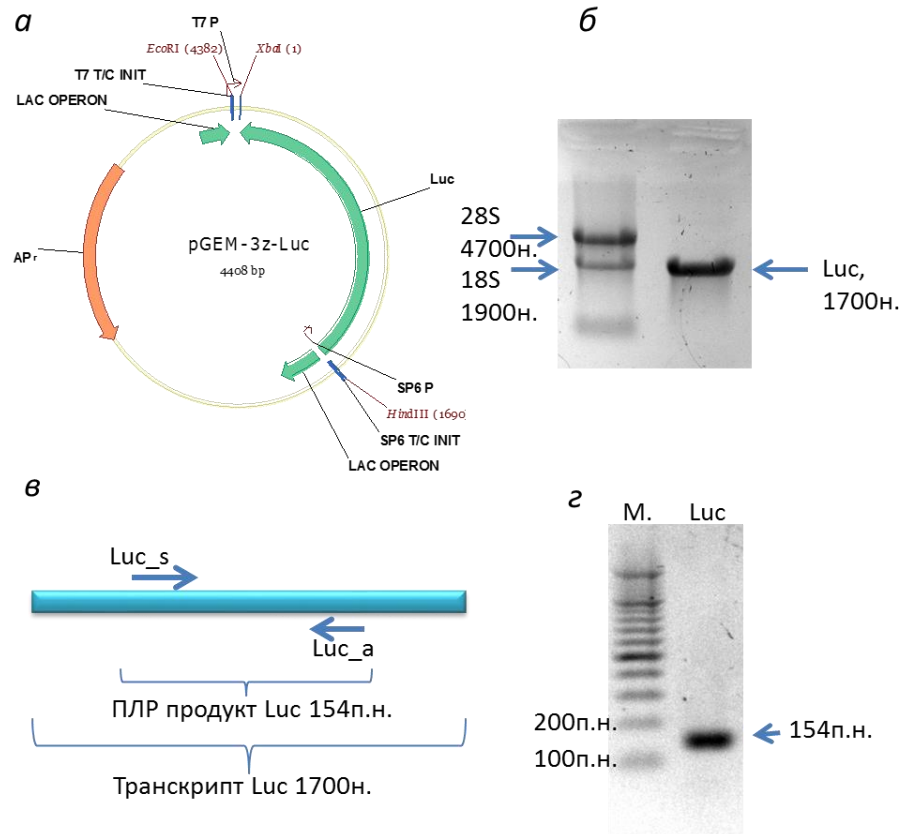 а
T7 P
EcoRI (4382)
XbaI (1)
T7 T/C INIT
LAC OPERON
Luc
pGEM-3z-Luc
4408 bp
APr
SP6 P
HindIII (1690)
SP6 T/C INIT
LAC OPERON
б
28S
4700н.
18S
1900н.
Luc,
1700н.
в
Luc_s
Luc_a
ПЛР продукт Luc 154п.н.
Транскрипт Luc 1700н.
г
М.
Luc
200п.н.
100п.н.
154п.н.